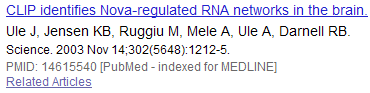 CLIP identifies Nova-regulated RNA networks in the brain.
Ule J, Jensen KB, Ruggiu M, Mele A, Ule A, Darnell RB.
Science. 2003 Nov 14;302(5648):1212-5.
PMID: 14615540 [PubMed - indexed for MEDLINE]
Related Articles